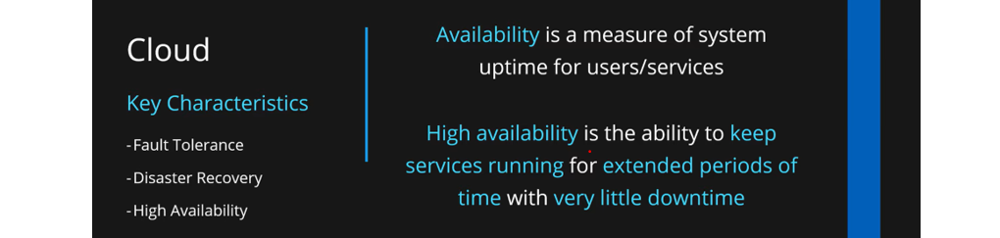 Cloud
Key Characteristics
-Fault Tolerance
-Disaster Recovery
-High Availability
Availability is a measure of system
uptime for users/services
High availability is the ability to keep
services running for extended periods of
time with very little downtime